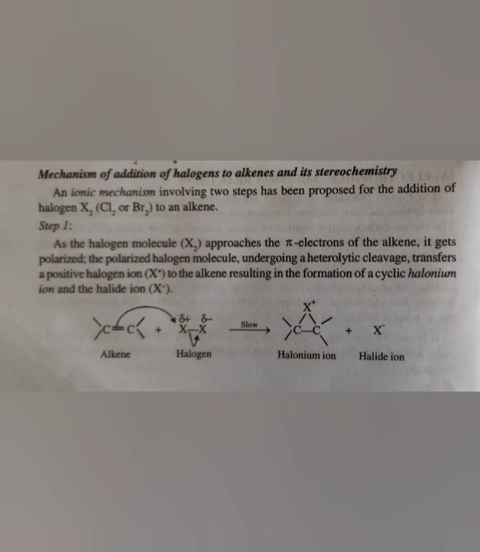 Mechanism of addition of halogens to alkenes and its stereochemistry
An ionic mechanism involving two steps has been proposed for the addition of
halogen X₂ (Cl₂ or Br₂) to an alkene.
Step 1:
As the halogen molecule (X₂) approaches the π-electrons of the alkene, it gets
polarized; the polarized halogen molecule, undergoing a heterolytic cleavage, transfers
a positive halogen ion (X⁺) to the alkene resulting in the formation of a cyclic halonium
ion and the halide ion (X⁻).
X⁺
δ+ δ−
C=C + X–X Slow C–C + X⁻
Alkene Halogen Halonium ion Halide ion